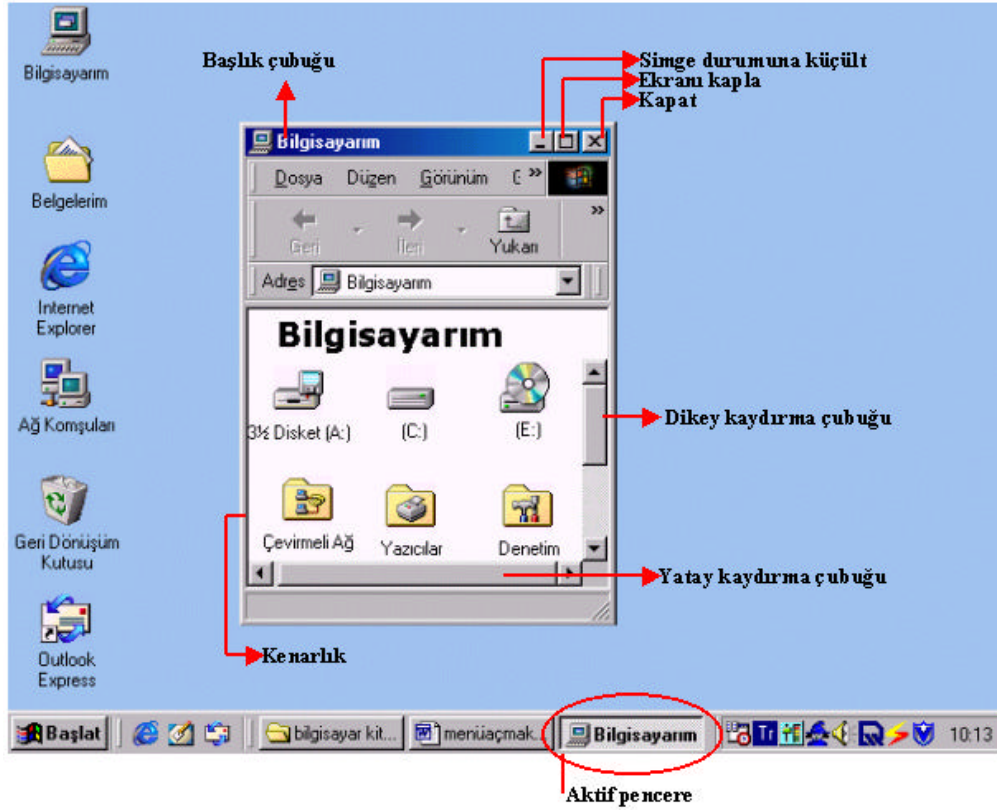 Bilgisayarım
Belgelerim
Internet
Explorer
Ağ Komşuları
Geri Dönüşüm
Kutusu
Outlook
Express
Başlık çubuğu
Simge durumuna küçült
Ekranı kapla
Kapat
Bilgisayarım
Dosya Düzen Görünüm G »
Geri İleri Yukarı »
Adres Bilgisayarım
Bilgisayarım
3½ Disket (A:) (C:) (E:)
Çevirmeli Ağ Yazıcılar Denetim
Dikey kaydırma çubuğu
Yatay kaydırma çubuğu
Kenarlık
Başlat bilgisayar kit... menüaçmak... Bilgisayarım Tr 10:13
Aktif pencere